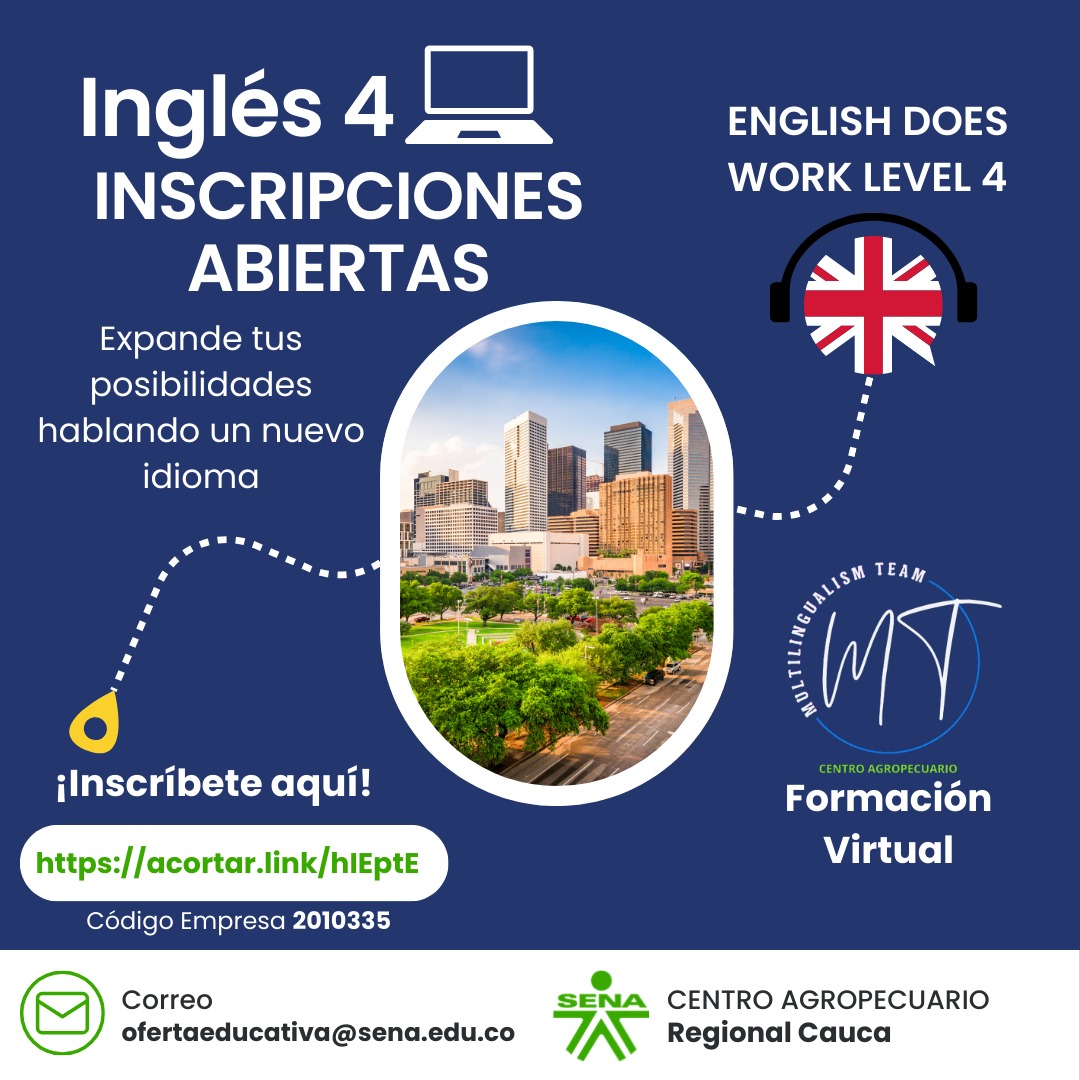 Inglés 4
INSCRIPCIONES
ABIERTAS
Expande tus
posibilidades
hablando un nuevo
idioma
ENGLISH DOES
WORK LEVEL 4
MULTILINGUALISM TEAM
MT
CENTRO AGROPECUARIO
Formación
Virtual
¡Inscríbete aquí!
https://acortar.link/hIEptE
Código Empresa 2010335
Correo
ofertaeducativa@sena.edu.co
SENA
CENTRO AGROPECUARIO
Regional Cauca